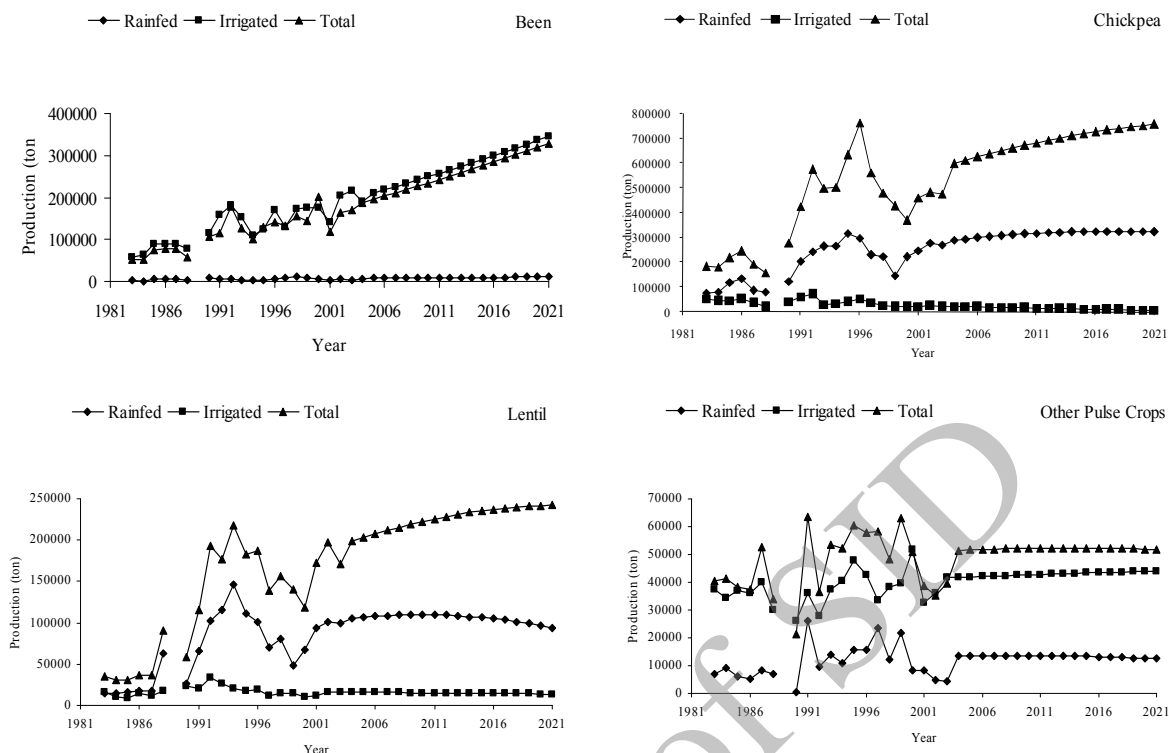 Rainfed Irrigated Total Been
400000
300000
200000
100000
0
Production (ton
1981 1986 1991 1996 2001 2006 2011 2016 2021
Year
Rainfed Irrigated Total Chickpea
800000
700000
600000
500000
400000
300000
200000
100000
0
Production (ton)
1981 1986 1991 1996 2001 2006 2011 2016 2021
Year
Rainfed Irrigated Total Lentil
250000
200000
150000
100000
50000
0
Production (ton)
1981 1986 1991 1996 2001 2006 2011 2016 2021
Year
Rainfed Irrigated Total Other Pulse Crops
70000
60000
50000
40000
30000
20000
10000
0
Production (ton)
1981 1986 1991 1996 2001 2006 2011 2016 2021
Year
of SID